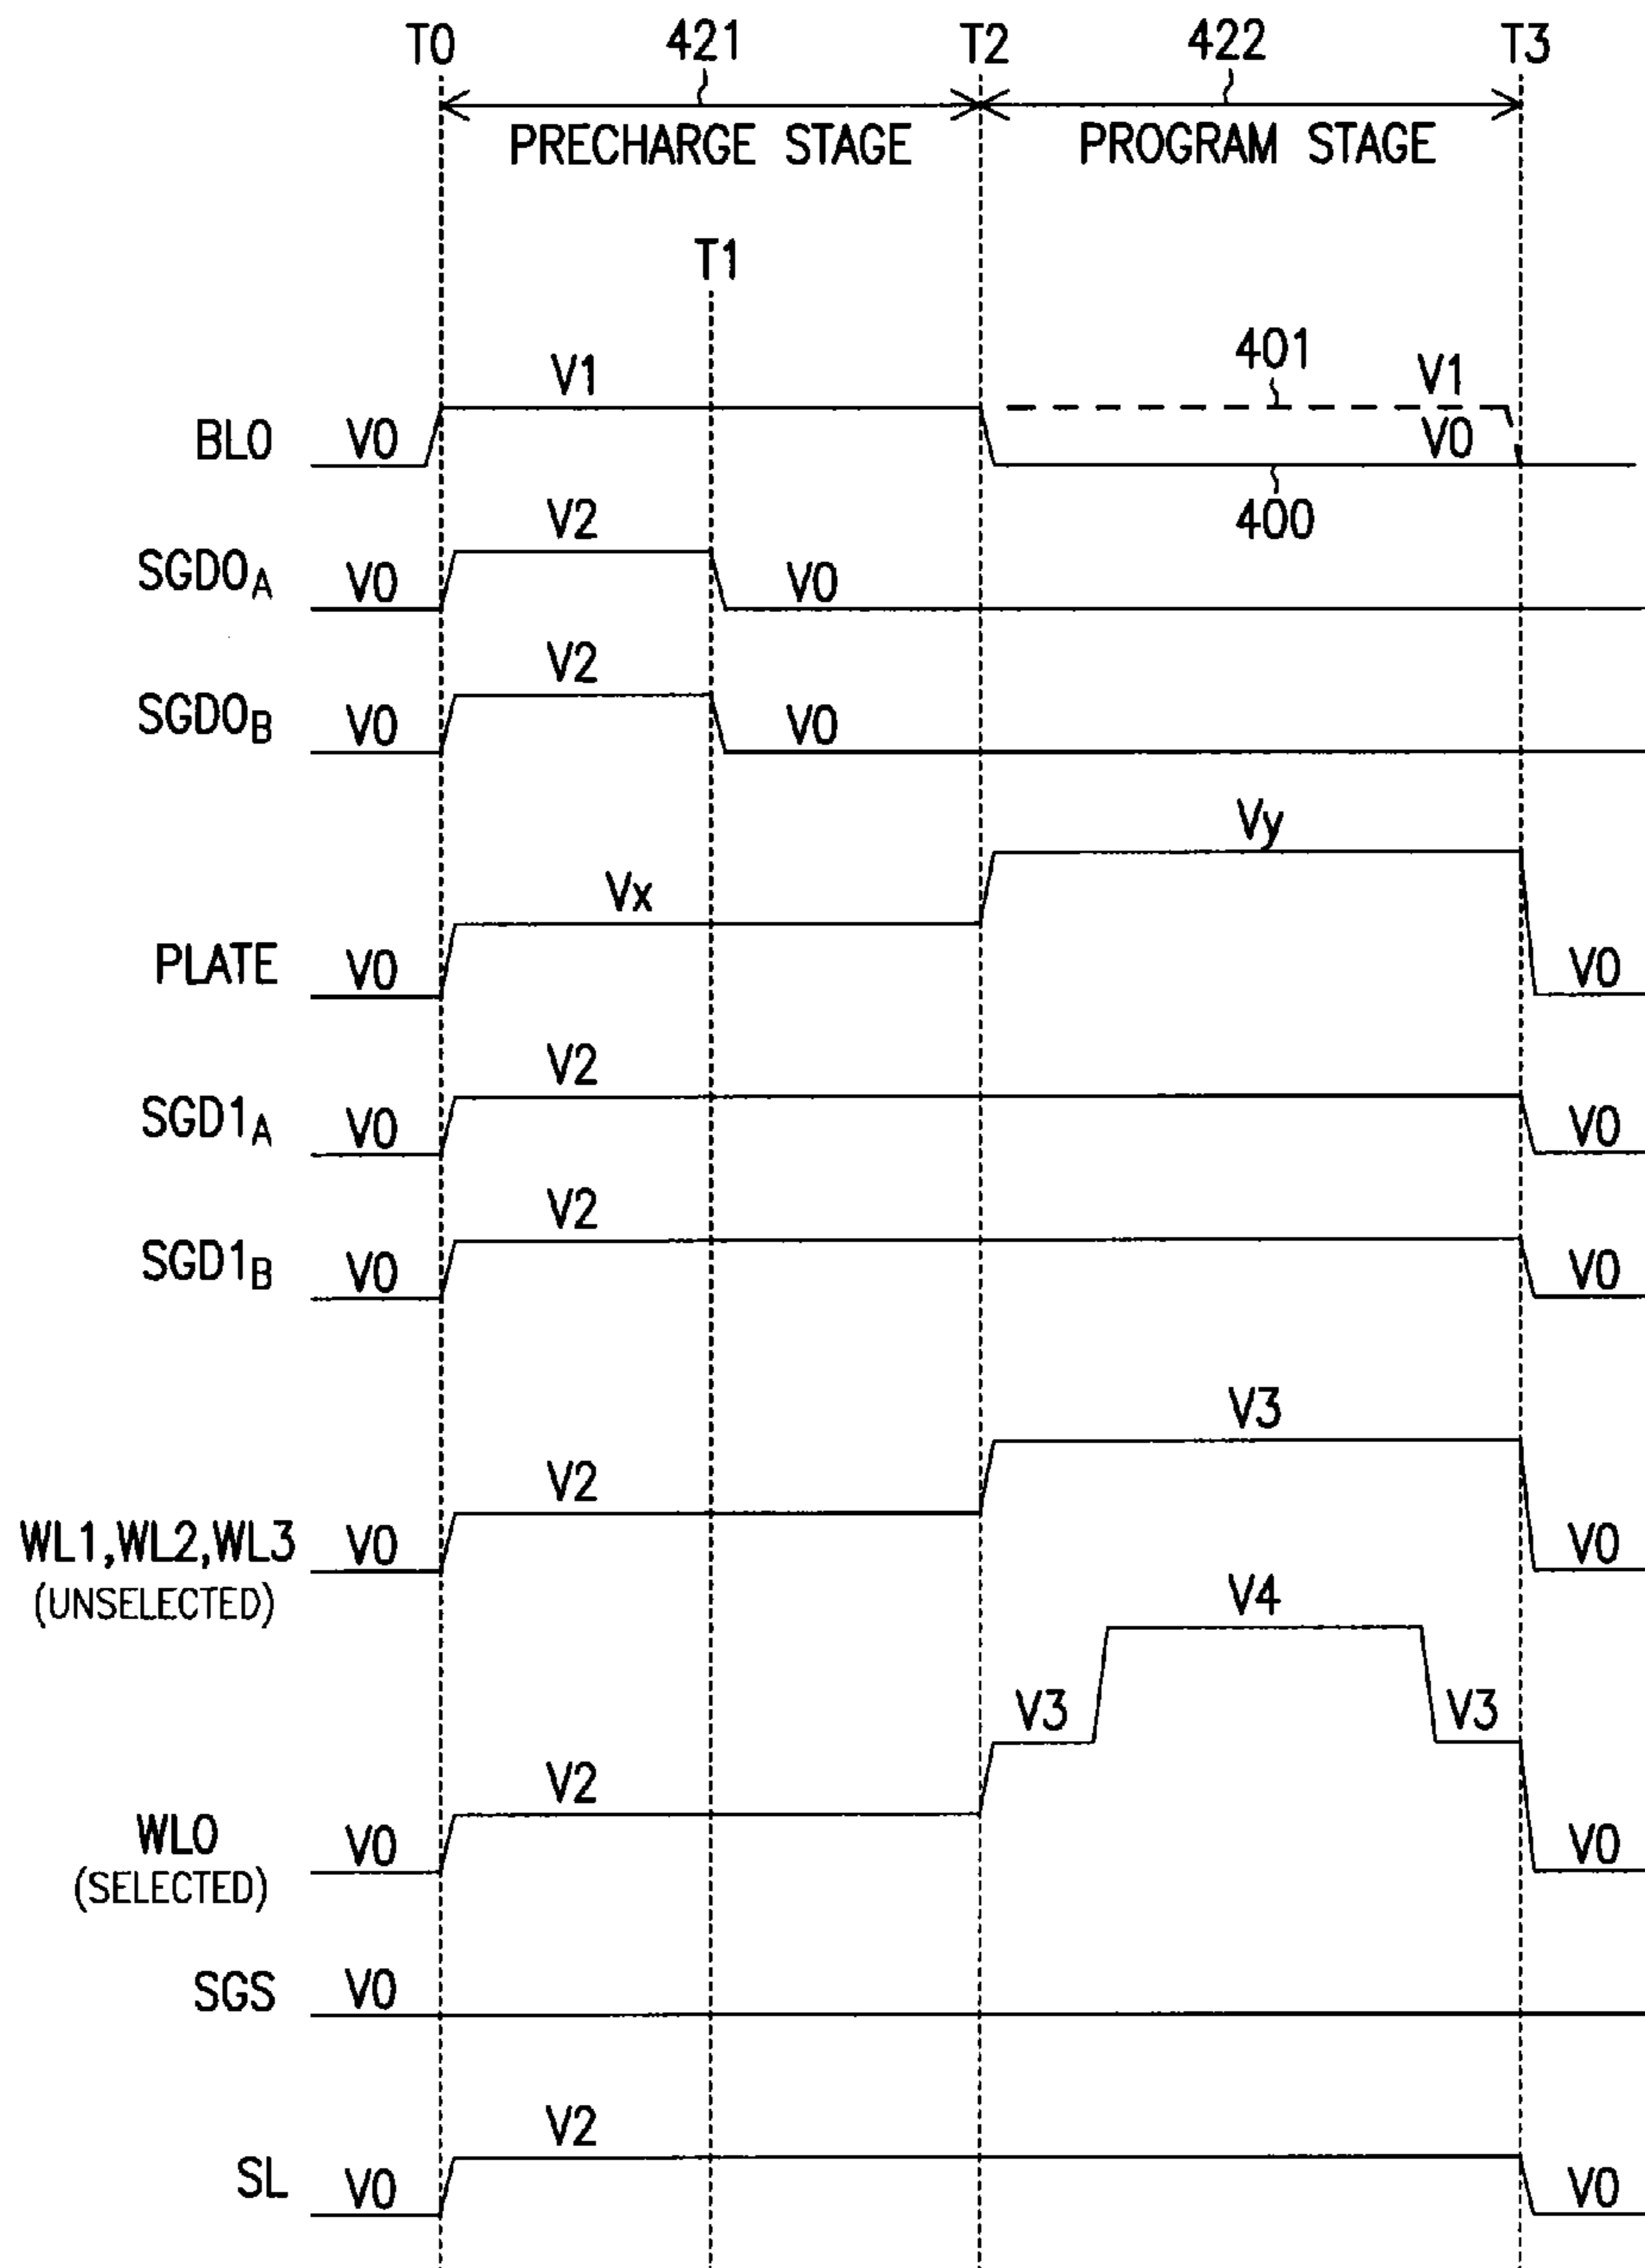 T0 421 T2 422 T3
PRECHARGE STAGE PROGRAM STAGE
T1
V1 401 V1
BL0 V0 V0
400
V2
SGD0A V0 V0
V2
SGD0B V0 V0
Vy
Vx
PLATE V0 V0
V2
SGD1A V0 V0
V2
SGD1B V0 V0
V3
V2
WL1,WL2,WL3 V0 V0
(UNSELECTED)
V4
V3 V3
V2
WL0 V0 V0
(SELECTED)
SGS V0
V2
SL V0 V0